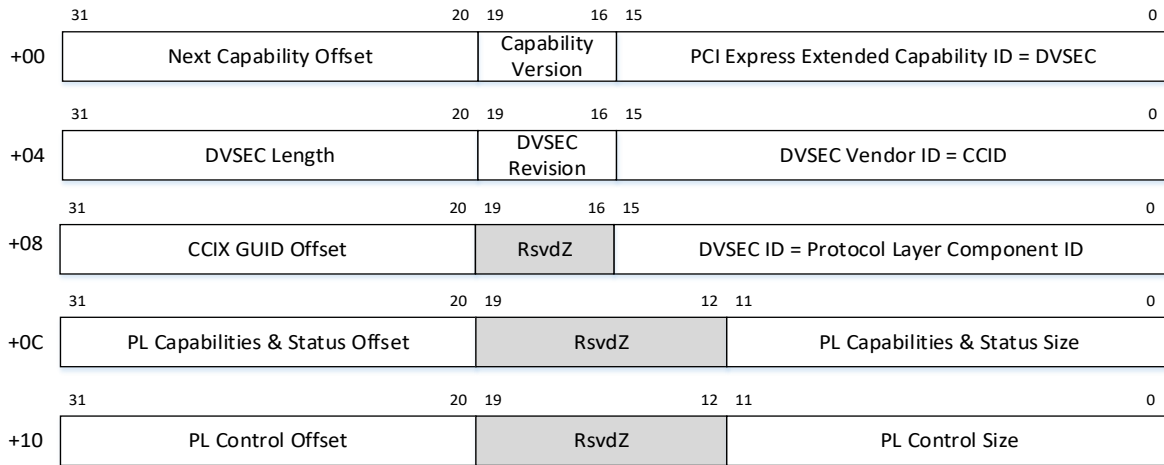 31 20 19 16 15 0
+00 Next Capability Offset Capability Version PCI Express Extended Capability ID = DVSEC
31 20 19 16 15 0
+04 DVSEC Length DVSEC Revision DVSEC Vendor ID = CCID
31 20 19 16 15 0
+08 CCIX GUID Offset RsvdZ DVSEC ID = Protocol Layer Component ID
31 20 19 12 11 0
+0C PL Capabilities & Status Offset RsvdZ PL Capabilities & Status Size
31 20 19 12 11 0
+10 PL Control Offset RsvdZ PL Control Size